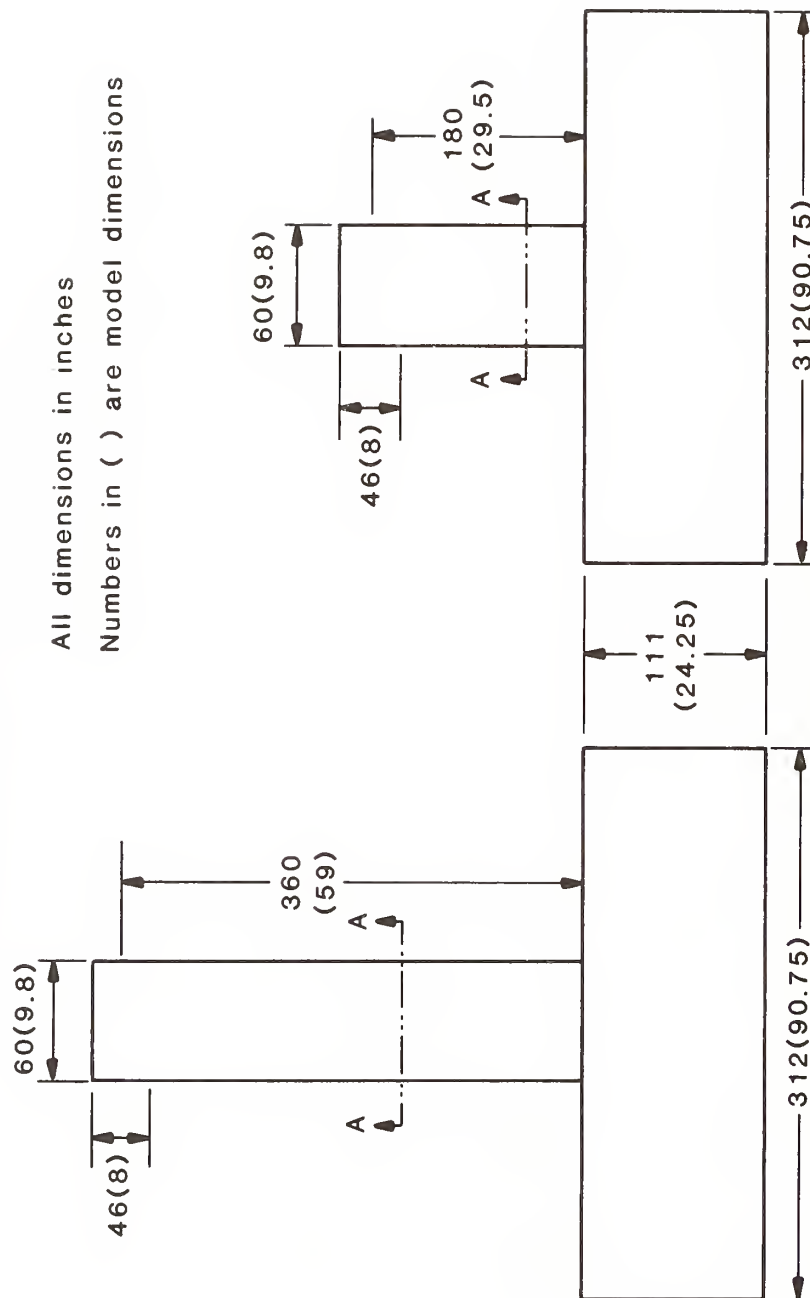 All dimensions in inches
Numbers in ( ) are model dimensions
60(9.8)
46(8)
360
(59)
A
A
312(90.75)
111
(24.25)
60(9.8)
46(8)
180
(29.5)
A
A
312(90.75)